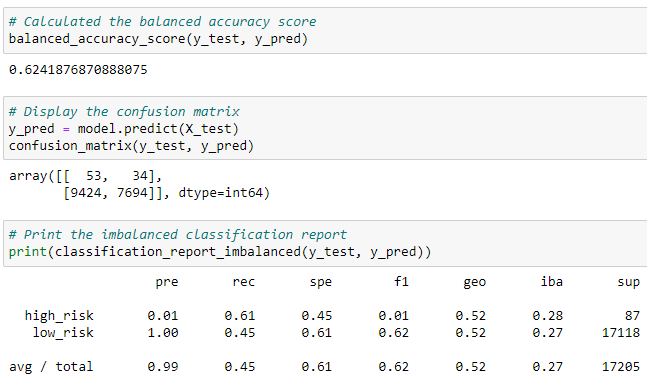 # Calculated the balanced accuracy score
balanced_accuracy_score(y_test, y_pred)
0.6241876870888075
# Display the confusion matrix
y_pred = model.predict(X_test)
confusion_matrix(y_test, y_pred)
array([[  53,   34],
       [9424, 7694]], dtype=int64)
# Print the imbalanced classification report
print(classification_report_imbalanced(y_test, y_pred))
pre rec spe f1 geo iba sup
high_risk 0.01 0.61 0.45 0.01 0.52 0.28 87
low_risk 1.00 0.45 0.61 0.62 0.52 0.27 17118
avg / total 0.99 0.45 0.61 0.62 0.52 0.27 17205